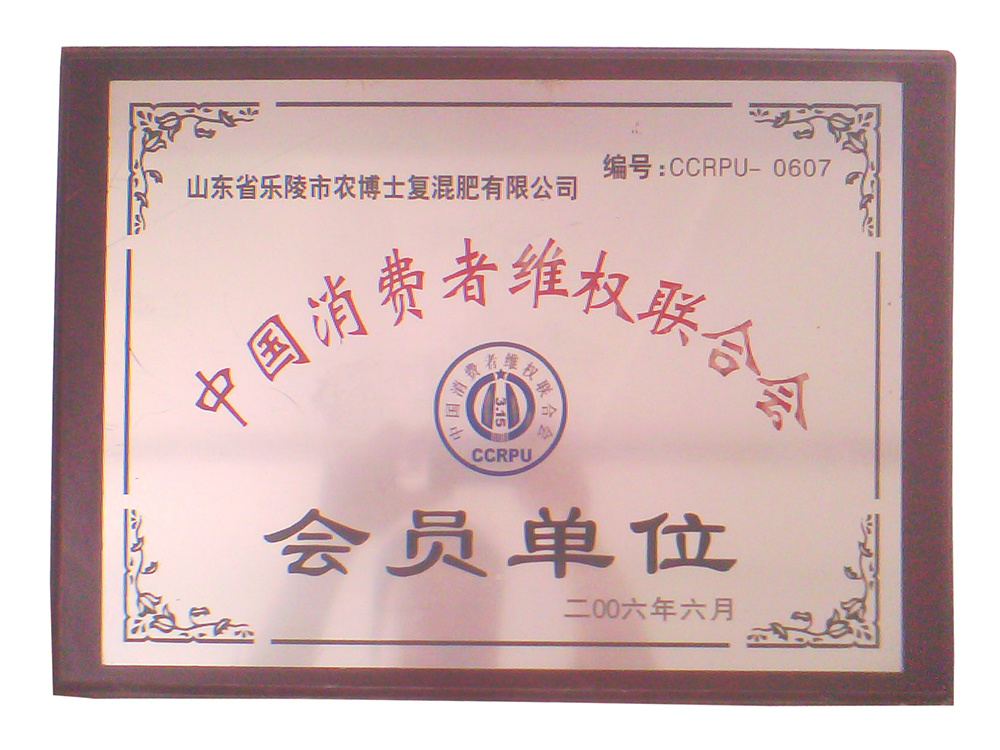 编号:CCRPU- 0607
山东省乐陵市农博士复混肥有限公司
中国消费者维权联合会
中国消费者维权联合会
3.15
CCRPU
会员单位
二00六年六月